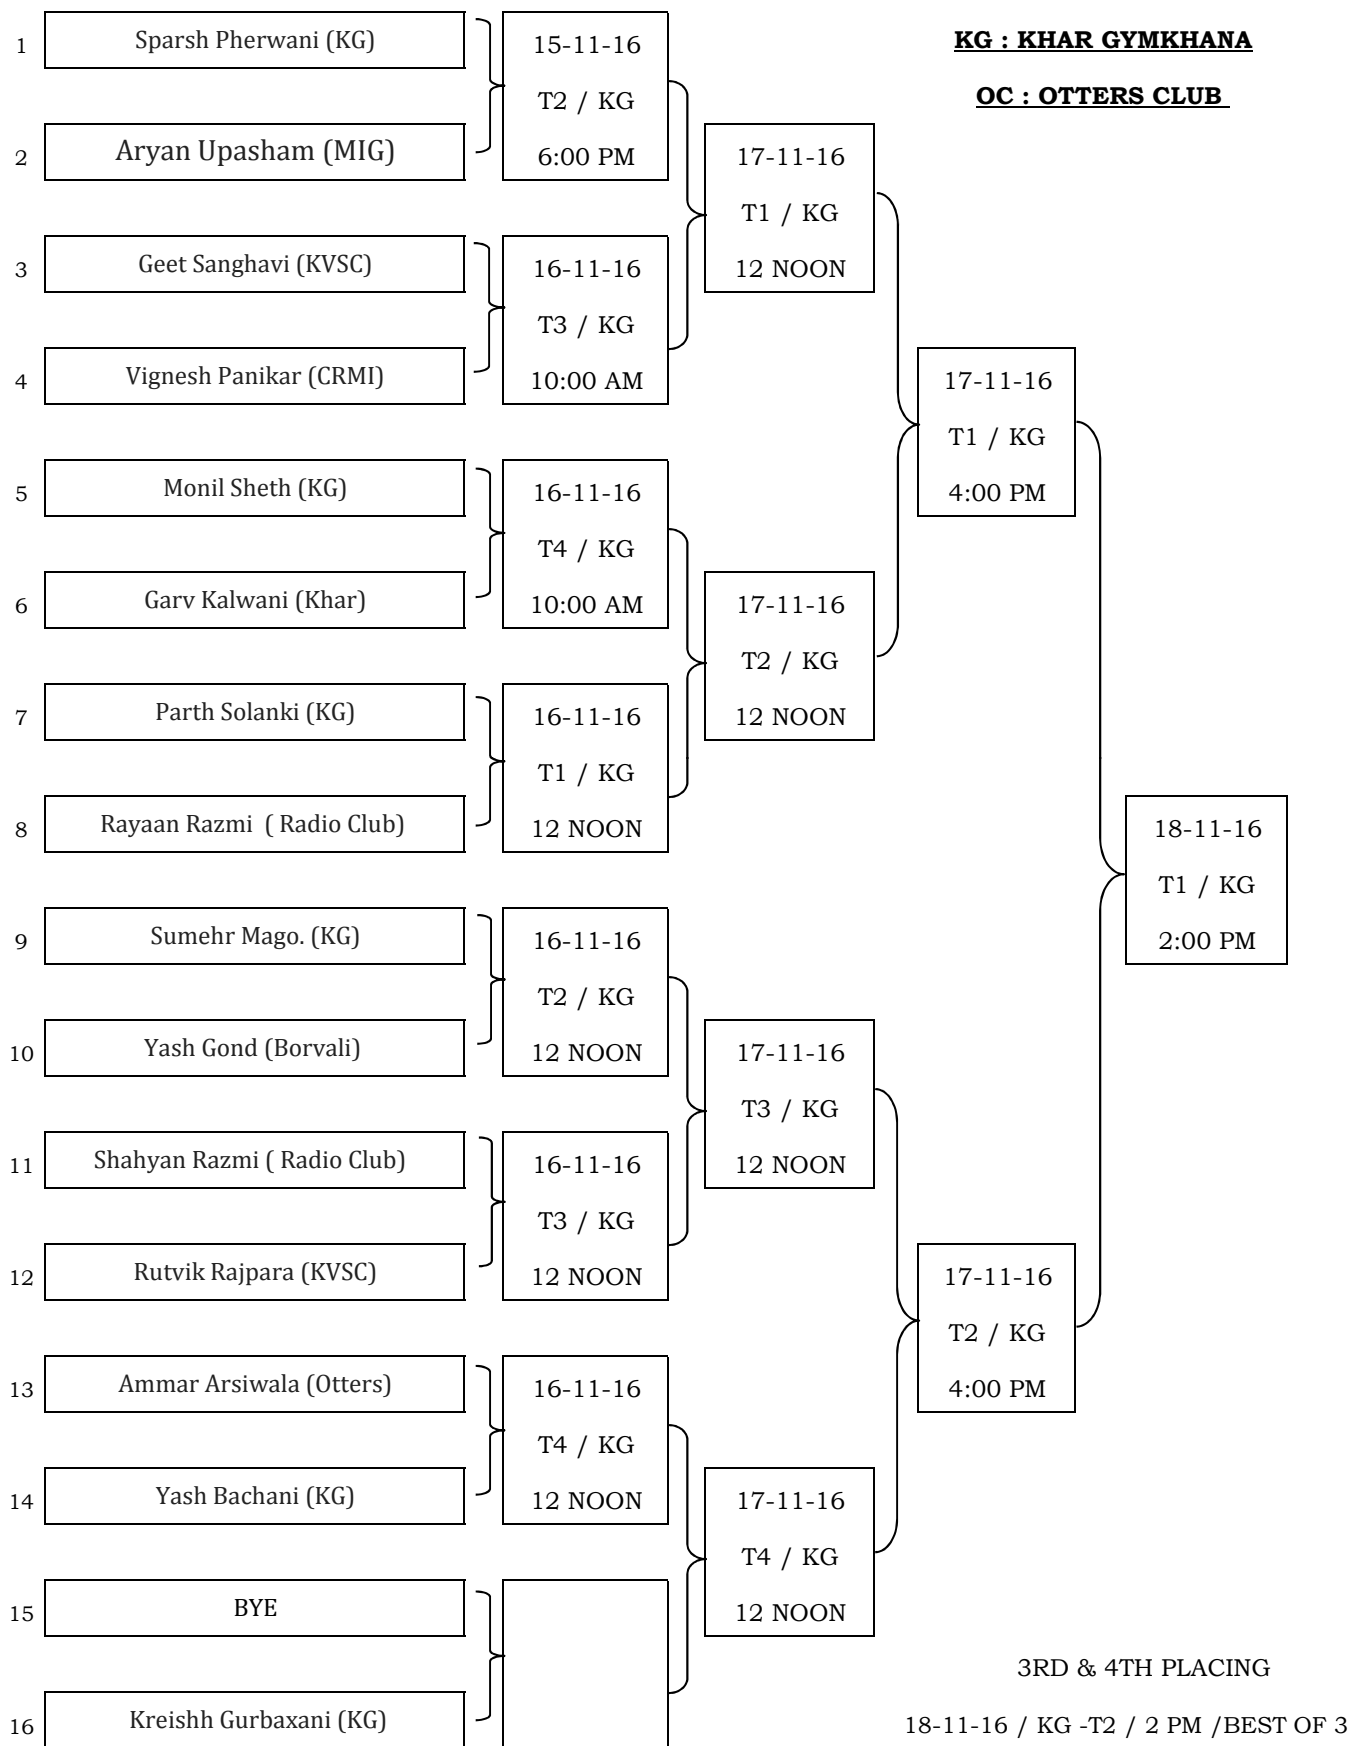 1 Sparsh Pherwani (KG) 15-11-16 KG : KHAR GYMKHANA
T2 / KG OC : OTTERS CLUB
2 Aryan Upasham (MIG) 6:00 PM 17-11-16
T1 / KG
3 Geet Sanghavi (KVSC) 16-11-16 12 NOON
T3 / KG
4 Vignesh Panikar (CRMI) 10:00 AM 17-11-16
T1 / KG
5 Monil Sheth (KG) 16-11-16 4:00 PM
T4 / KG
6 Garv Kalwani (Khar) 10:00 AM 17-11-16
T2 / KG
7 Parth Solanki (KG) 16-11-16 12 NOON
T1 / KG
8 Rayaan Razmi ( Radio Club) 12 NOON 18-11-16
T1 / KG
9 Sumehr Mago. (KG) 16-11-16 2:00 PM
T2 / KG
10 Yash Gond (Borvali) 12 NOON 17-11-16
T3 / KG
11 Shahyan Razmi ( Radio Club) 16-11-16 12 NOON
T3 / KG
12 Rutvik Rajpara (KVSC) 12 NOON 17-11-16
T2 / KG
13 Ammar Arsiwala (Otters) 16-11-16 4:00 PM
T4 / KG
14 Yash Bachani (KG) 12 NOON 17-11-16
T4 / KG
15 BYE 12 NOON
3RD & 4TH PLACING
16 Kreishh Gurbaxani (KG) 18-11-16 / KG -T2 / 2 PM /BEST OF 3